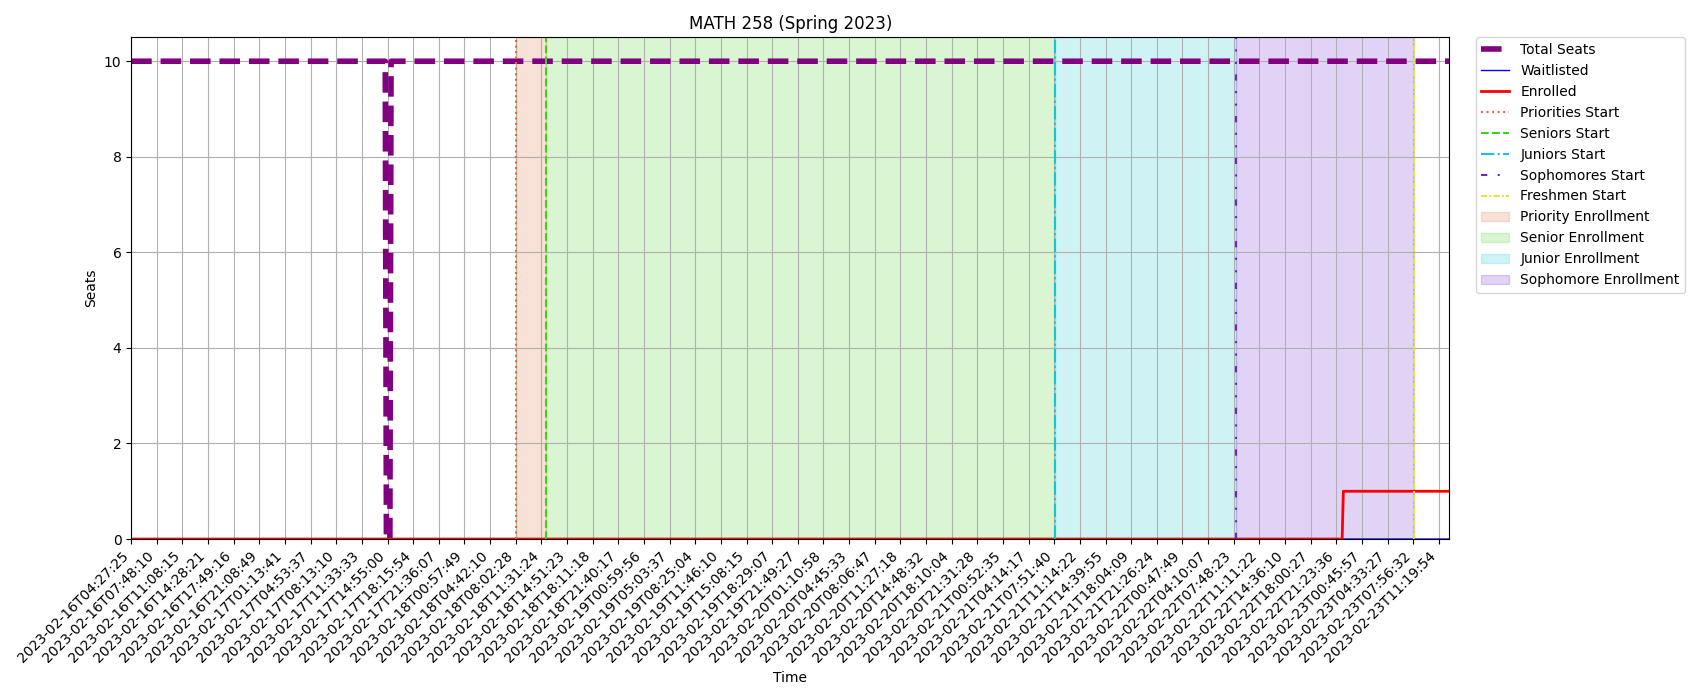 MATH 258 (Spring 2023)
10
8
6
4
2
0
Seats
2023-02-16T04:27:25
2023-02-16T07:48:10
2023-02-16T11:08:15
2023-02-16T14:28:21
2023-02-16T17:49:16
2023-02-16T21:08:49
2023-02-17T01:13:41
2023-02-17T04:53:37
2023-02-17T08:13:10
2023-02-17T11:33:33
2023-02-17T14:55:00
2023-02-17T18:15:54
2023-02-17T21:36:07
2023-02-18T00:57:49
2023-02-18T04:42:10
2023-02-18T08:02:28
2023-02-18T11:31:24
2023-02-18T14:51:23
2023-02-18T18:11:18
2023-02-18T21:40:17
2023-02-19T00:59:56
2023-02-19T05:03:37
2023-02-19T08:25:04
2023-02-19T11:46:10
2023-02-19T15:08:15
2023-02-19T18:29:07
2023-02-19T21:49:27
2023-02-20T01:10:58
2023-02-20T04:45:33
2023-02-20T08:06:47
2023-02-20T11:27:18
2023-02-20T14:48:32
2023-02-20T18:10:04
2023-02-20T21:31:28
2023-02-21T00:52:35
2023-02-21T04:14:17
2023-02-21T07:51:40
2023-02-21T11:14:22
2023-02-21T14:39:55
2023-02-21T18:04:09
2023-02-21T21:26:24
2023-02-22T00:47:49
2023-02-22T04:10:07
2023-02-22T07:48:23
2023-02-22T11:11:22
2023-02-22T14:36:10
2023-02-22T18:00:27
2023-02-22T21:23:36
2023-02-23T00:45:57
2023-02-23T04:33:27
2023-02-23T07:56:32
2023-02-23T11:19:54
Time
Total Seats
Waitlisted
Enrolled
Priorities Start
Seniors Start
Juniors Start
Sophomores Start
Freshmen Start
Priority Enrollment
Senior Enrollment
Junior Enrollment
Sophomore Enrollment